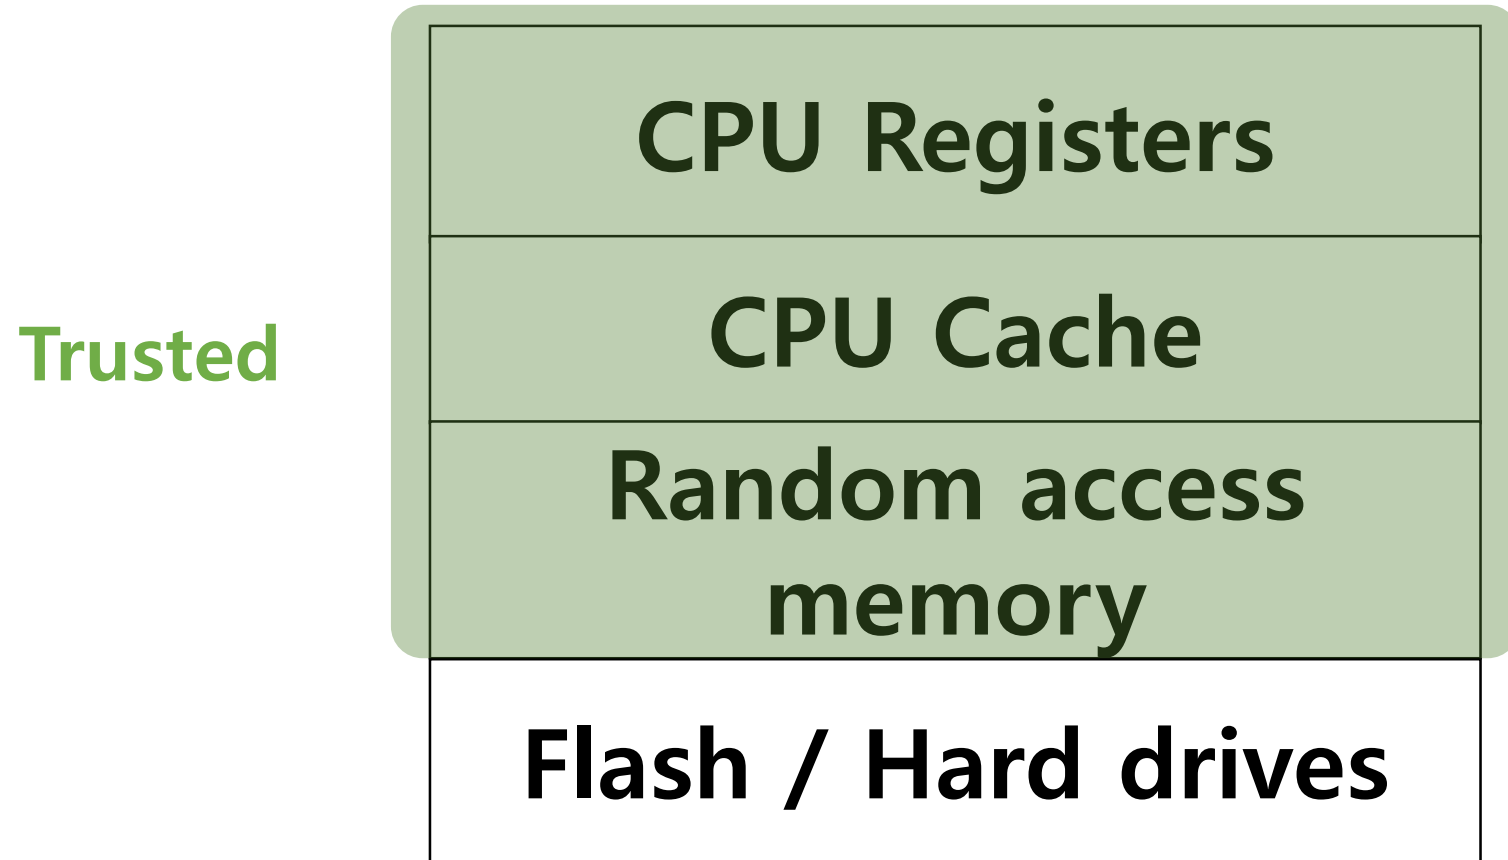 CPU Registers
CPU Cache
Trusted
Random access
memory
Flash / Hard drives